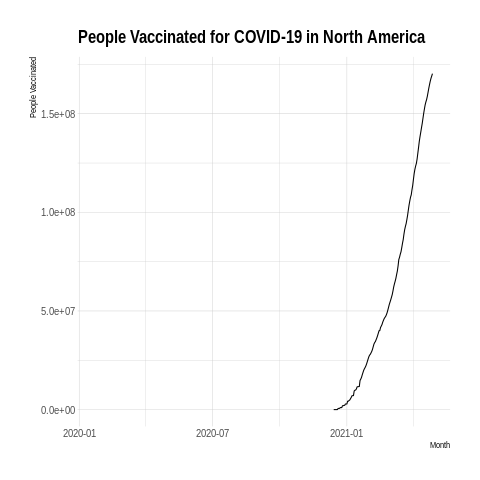 People Vaccinated for COVID-19 in North America
People Vaccinated
1.5e+08
1.0e+08
5.0e+07
0.0e+00
2020-01 2020-07 2021-01
Month